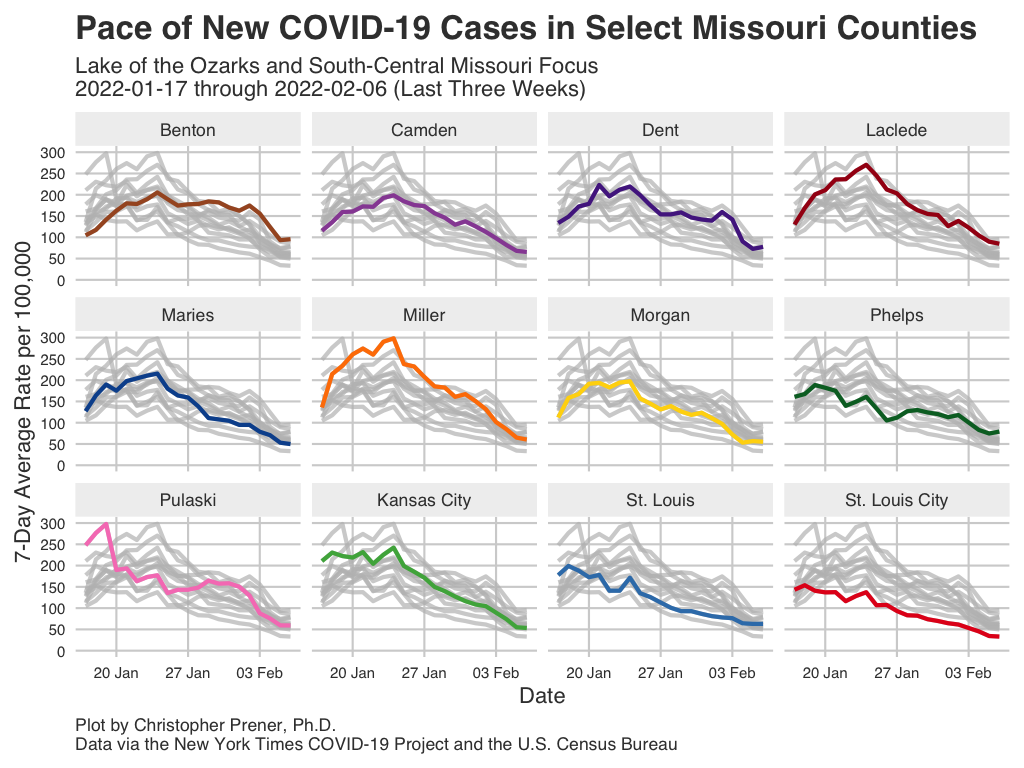 Pace of New COVID-19 Cases in Select Missouri Counties
Lake of the Ozarks and South-Central Missouri Focus
2022-01-17 through 2022-02-06 (Last Three Weeks)
7-Day Average Rate per 100,000
Benton Camden Dent Laclede
300
250
200
150
100
50
0
Maries Miller Morgan Phelps
300
250
200
150
100
50
0
Pulaski Kansas City St. Louis St. Louis City
300
250
200
150
100
50
0
20 Jan 27 Jan 03 Feb 20 Jan 27 Jan 03 Feb 20 Jan 27 Jan 03 Feb 20 Jan 27 Jan 03 Feb
Date
Plot by Christopher Prener, Ph.D.
Data via the New York Times COVID-19 Project and the U.S. Census Bureau